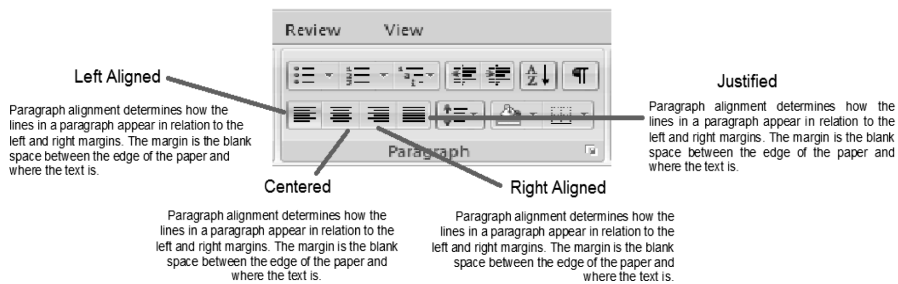 Review View
Left Aligned
Paragraph alignment determines how the
lines in a paragraph appear in relation to the
left and right margins. The margin is the blank
space between the edge of the paper and
where the text is.
Justified
Paragraph alignment determines how the
lines in a paragraph appear in relation to the
left and right margins. The margin is the blank
space between the edge of the paper and
where the text is.
Paragraph
Centered
Paragraph alignment determines how the
lines in a paragraph appear in relation to the
left and right margins. The margin is the blank
space between the edge of the paper and
where the text is.
Right Aligned
Paragraph alignment determines how the
lines in a paragraph appear in relation to the
left and right margins. The margin is the blank
space between the edge of the paper and
where the text is.